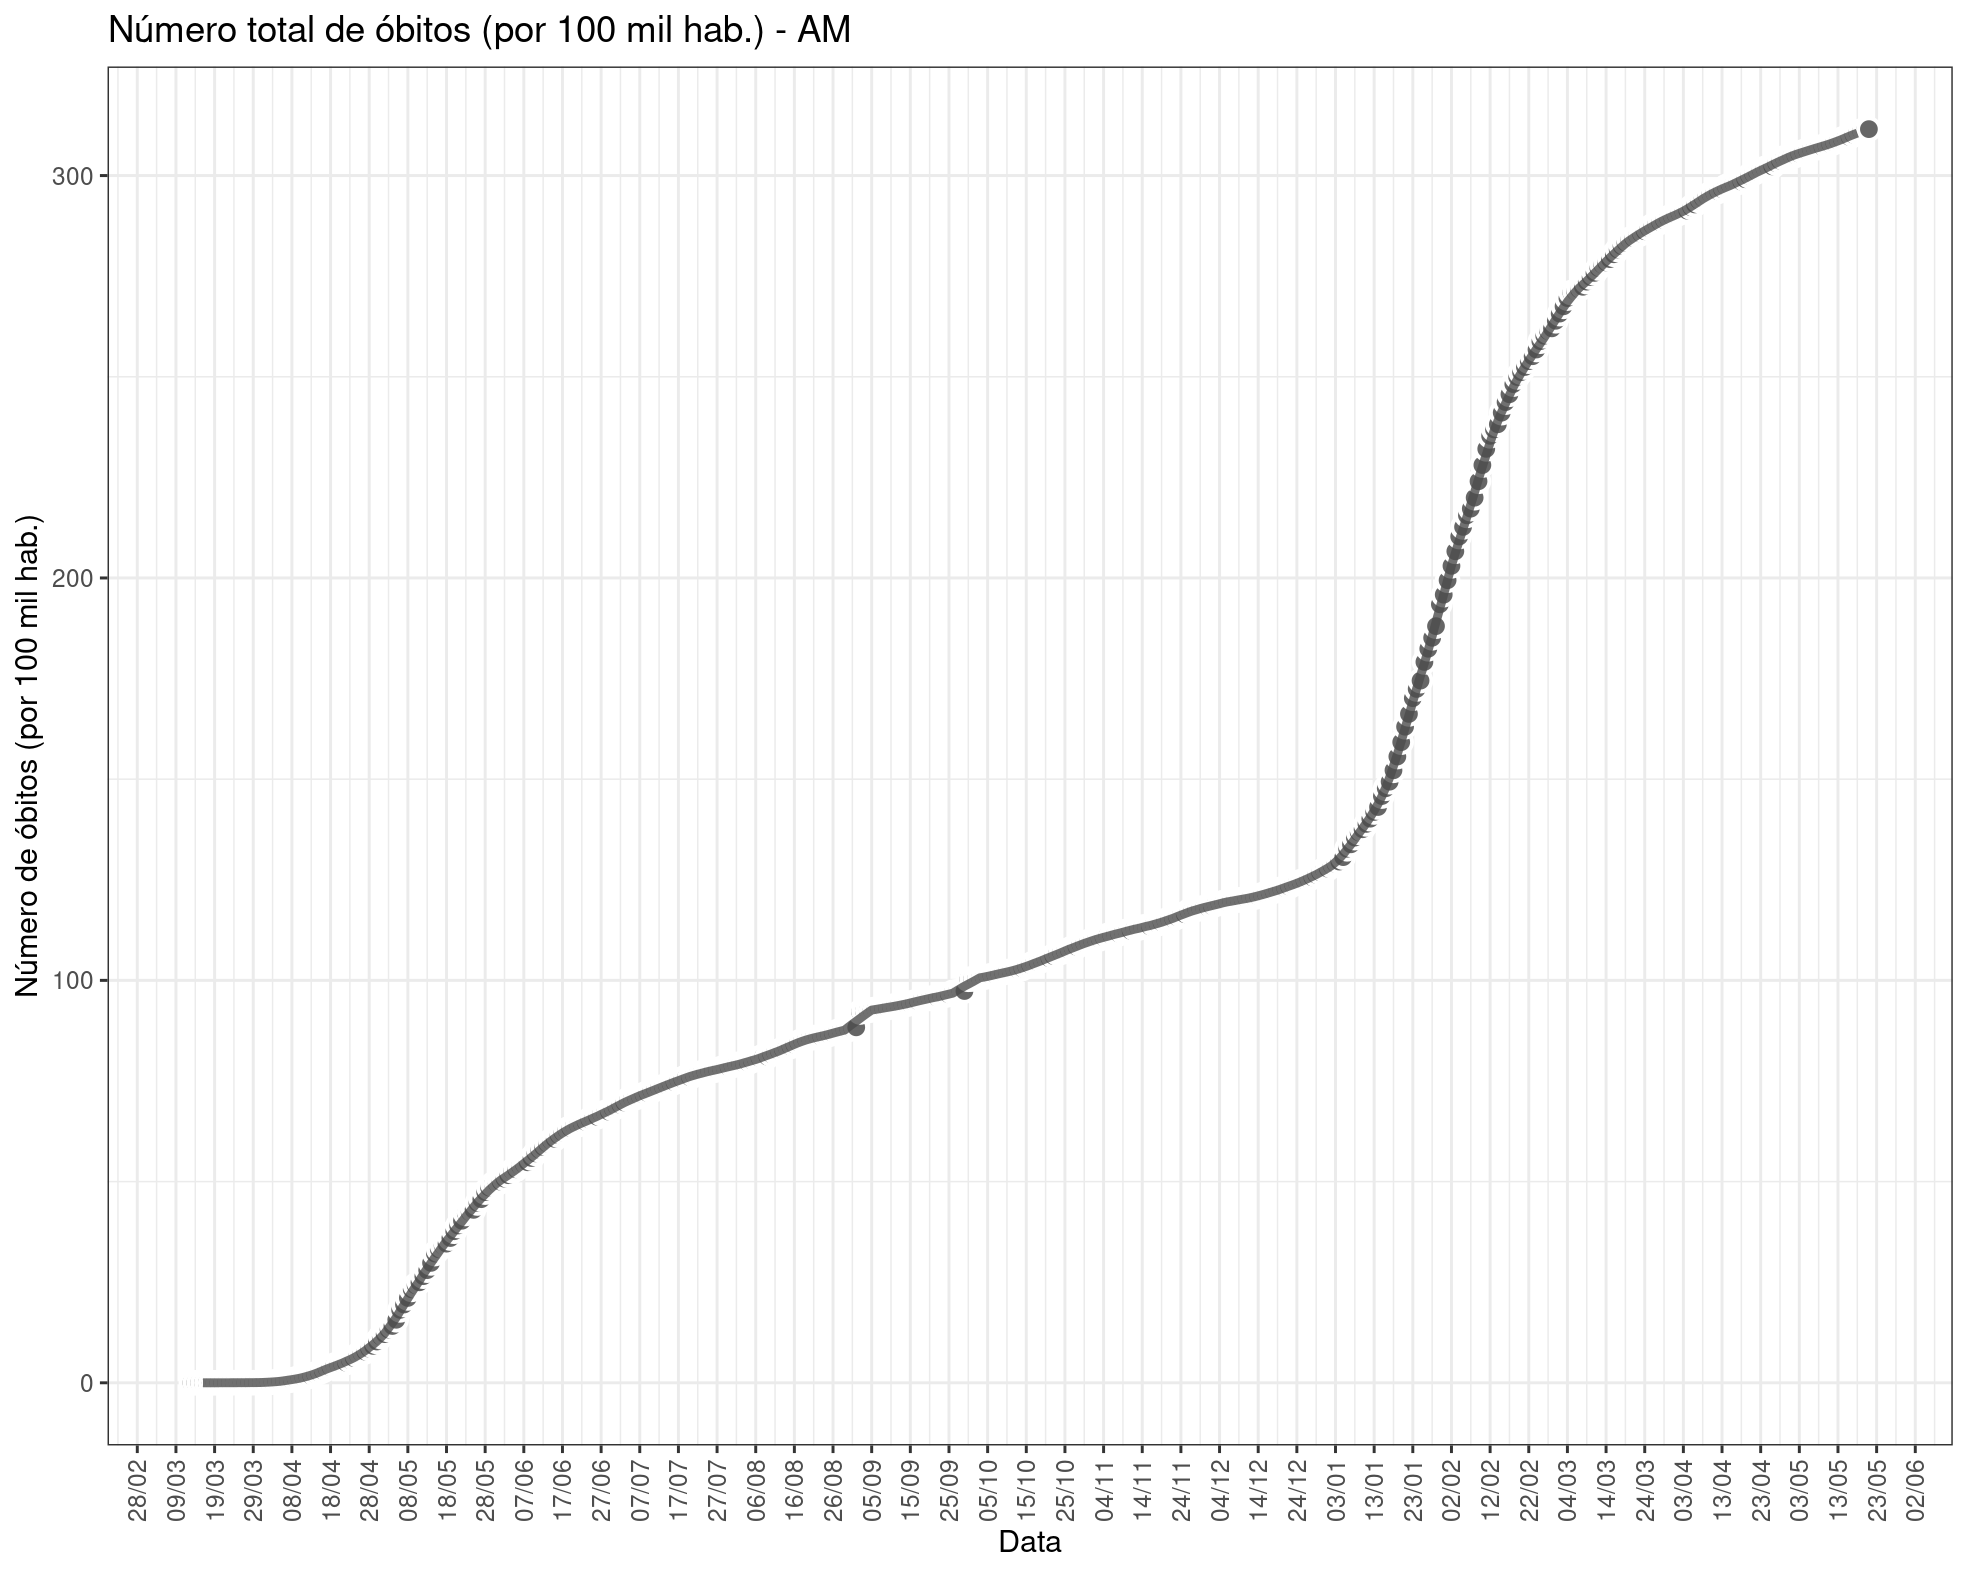 Número total de óbitos (por 100 mil hab.) - AM
Número de óbitos (por 100 mil hab.)
300
200
100
0
28/02 09/03 19/03 29/03 08/04 18/04 28/04 08/05 18/05 28/05 07/06 17/06 27/06 07/07 17/07 27/07 06/08 16/08 26/08 05/09 15/09 25/09 05/10 15/10 25/10 04/11 14/11 24/11 04/12 14/12 24/12 03/01 13/01 23/01 02/02 12/02 22/02 04/03 14/03 24/03 03/04 13/04 23/04 03/05 13/05 23/05 02/06
Data